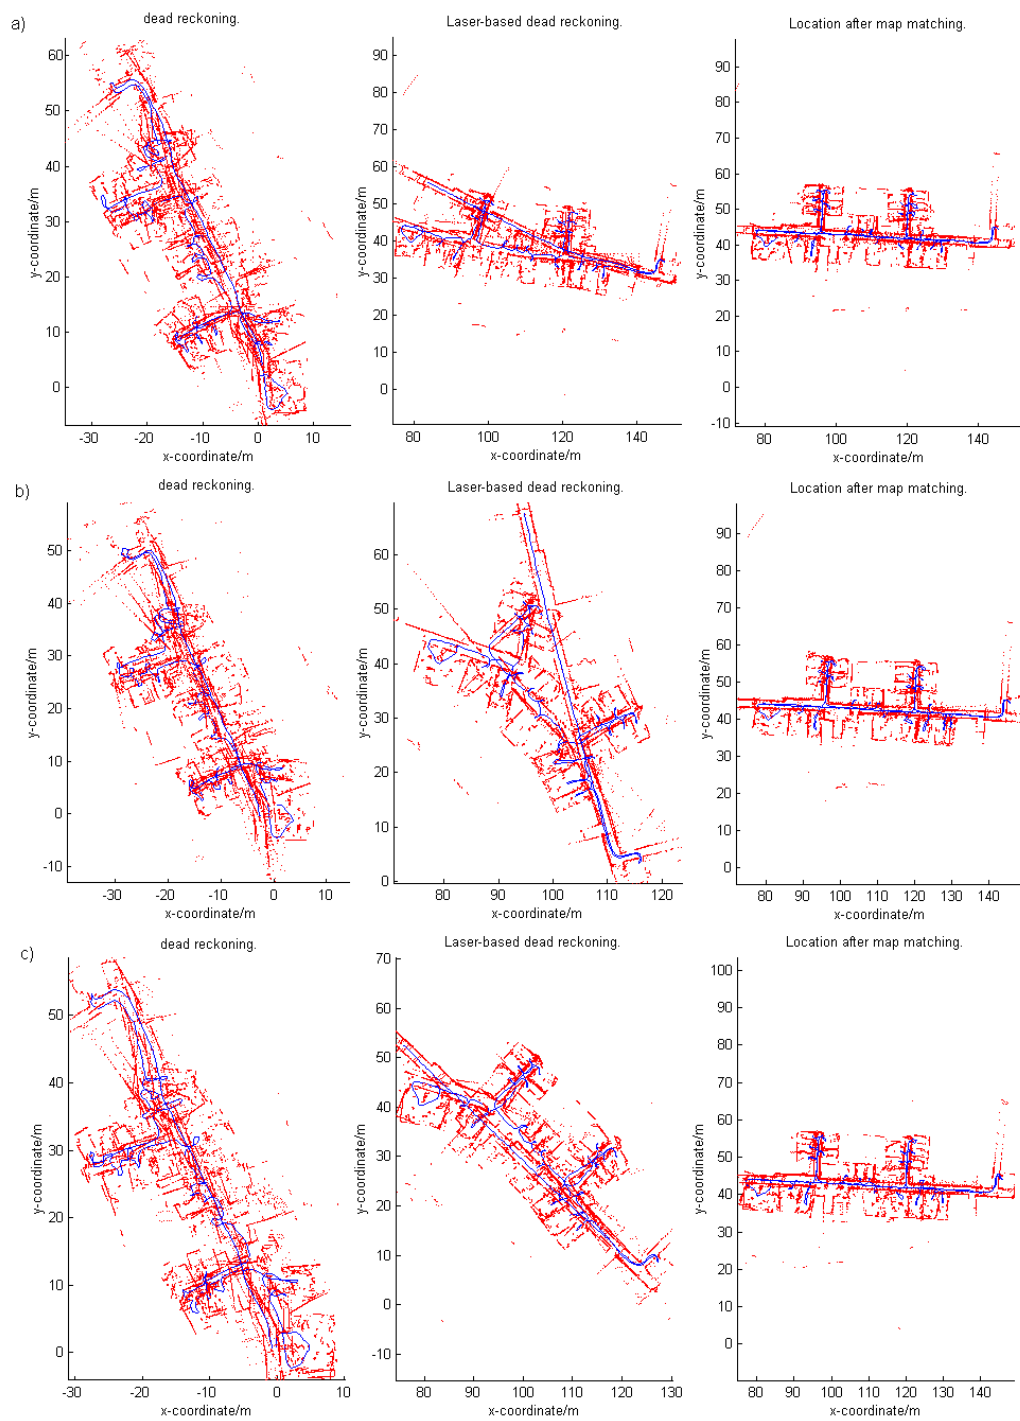 a)
dead reckoning.
Laser-based dead reckoning.
Location after map matching.
y-coordinate/m
60
50
40
30
20
10
0
-30 -20 -10 0 10
x-coordinate/m
y-coordinate/m
90
80
70
60
50
40
30
20
10
0
80 100 120 140
x-coordinate/m
y-coordinate/m
90
80
70
60
50
40
30
20
10
0
-10
80 100 120 140
x-coordinate/m
b)
dead reckoning.
Laser-based dead reckoning.
Location after map matching.
y-coordinate/m
50
40
30
20
10
0
-10
-30 -20 -10 0 10
x-coordinate/m
y-coordinate/m
60
50
40
30
20
10
0
80 90 100 110 120
x-coordinate/m
y-coordinate/m
90
80
70
60
50
40
30
20
10
0
80 90 100 110 120 130 140
x-coordinate/m
c)
dead reckoning.
Laser-based dead reckoning.
Location after map matching.
y-coordinate/m
50
40
30
20
10
0
-30 -20 -10 0 10
x-coordinate/m
y-coordinate/m
70
60
50
40
30
20
10
0
-10
80 90 100 110 120 130
x-coordinate/m
y-coordinate/m
100
90
80
70
60
50
40
30
20
10
0
80 90 100 110 120 130 140
x-coordinate/m